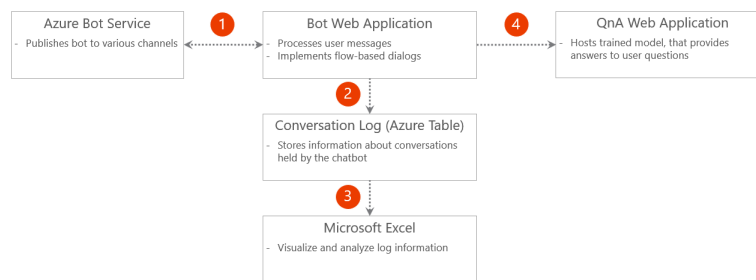 Azure Bot Service
- Publishes bot to various channels
1
Bot Web Application
- Processes user messages
- Implements flow-based dialogs
4
QnA Web Application
- Hosts trained model, that provides
answers to user questions
2
Conversation Log (Azure Table)
- Stores information about conversations
held by the chatbot
3
Microsoft Excel
- Visualize and analyze log information